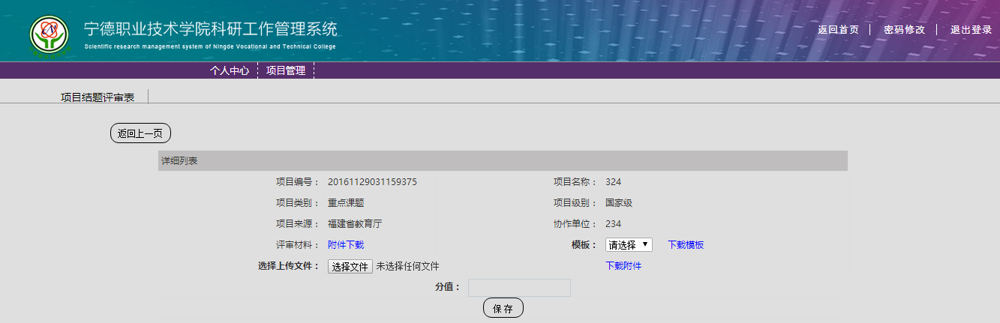 宁德职业技术学院科研工作管理系统
Scientific research management system of Ningde Vocational and Technical College
返回首页 密码修改 退出登录
个人中心 项目管理
项目结题评审表
返回上一页
详细列表
项目编号： 20161129031159375 项目名称： 324
项目类别： 重点课题 项目级别： 国家级
项目来源： 福建省教育厅 协作单位： 234
评审材料： 附件下载 模板： 请选择 下载模板
选择上传文件： 选择文件 未选择任何文件 下载附件
分值：
保 存